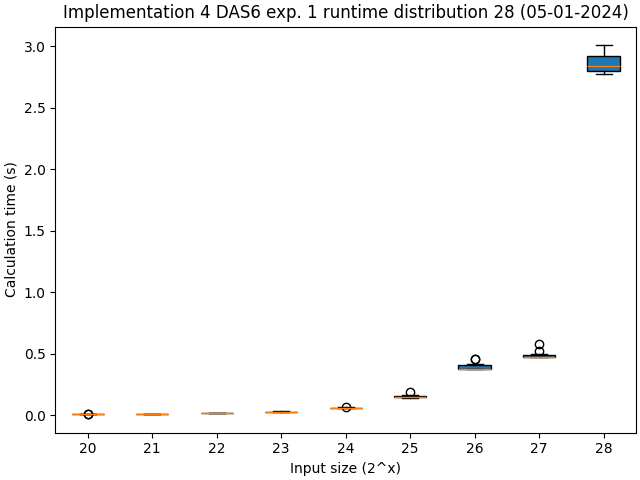 Implementation 4 DAS6 exp. 1 runtime distribution 28 (05-01-2024)
3.0
2.5
2.0
1.5
1.0
0.5
0.0
Calculation time (s)
20 21 22 23 24 25 26 27 28
Input size (2^x)